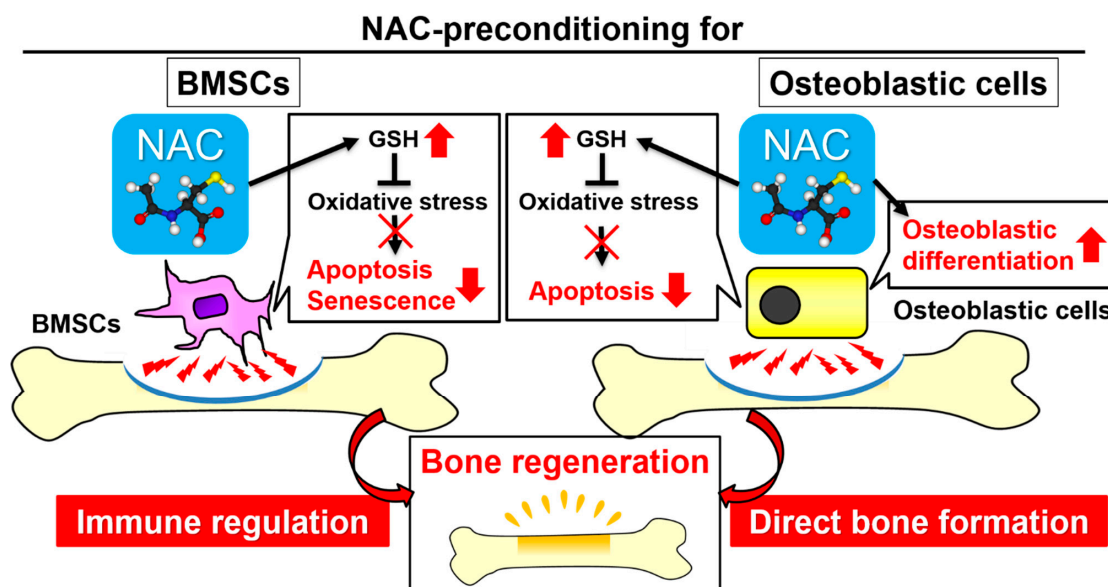 NAC-preconditioning for
BMSCs
NAC
GSH
Oxidative stress
Apoptosis
Senescence
BMSCs
Osteoblastic cells
NAC
GSH
Oxidative stress
Apoptosis
Osteoblastic
differentiation
Osteoblastic cells
Bone regeneration
Immune regulation
Direct bone formation